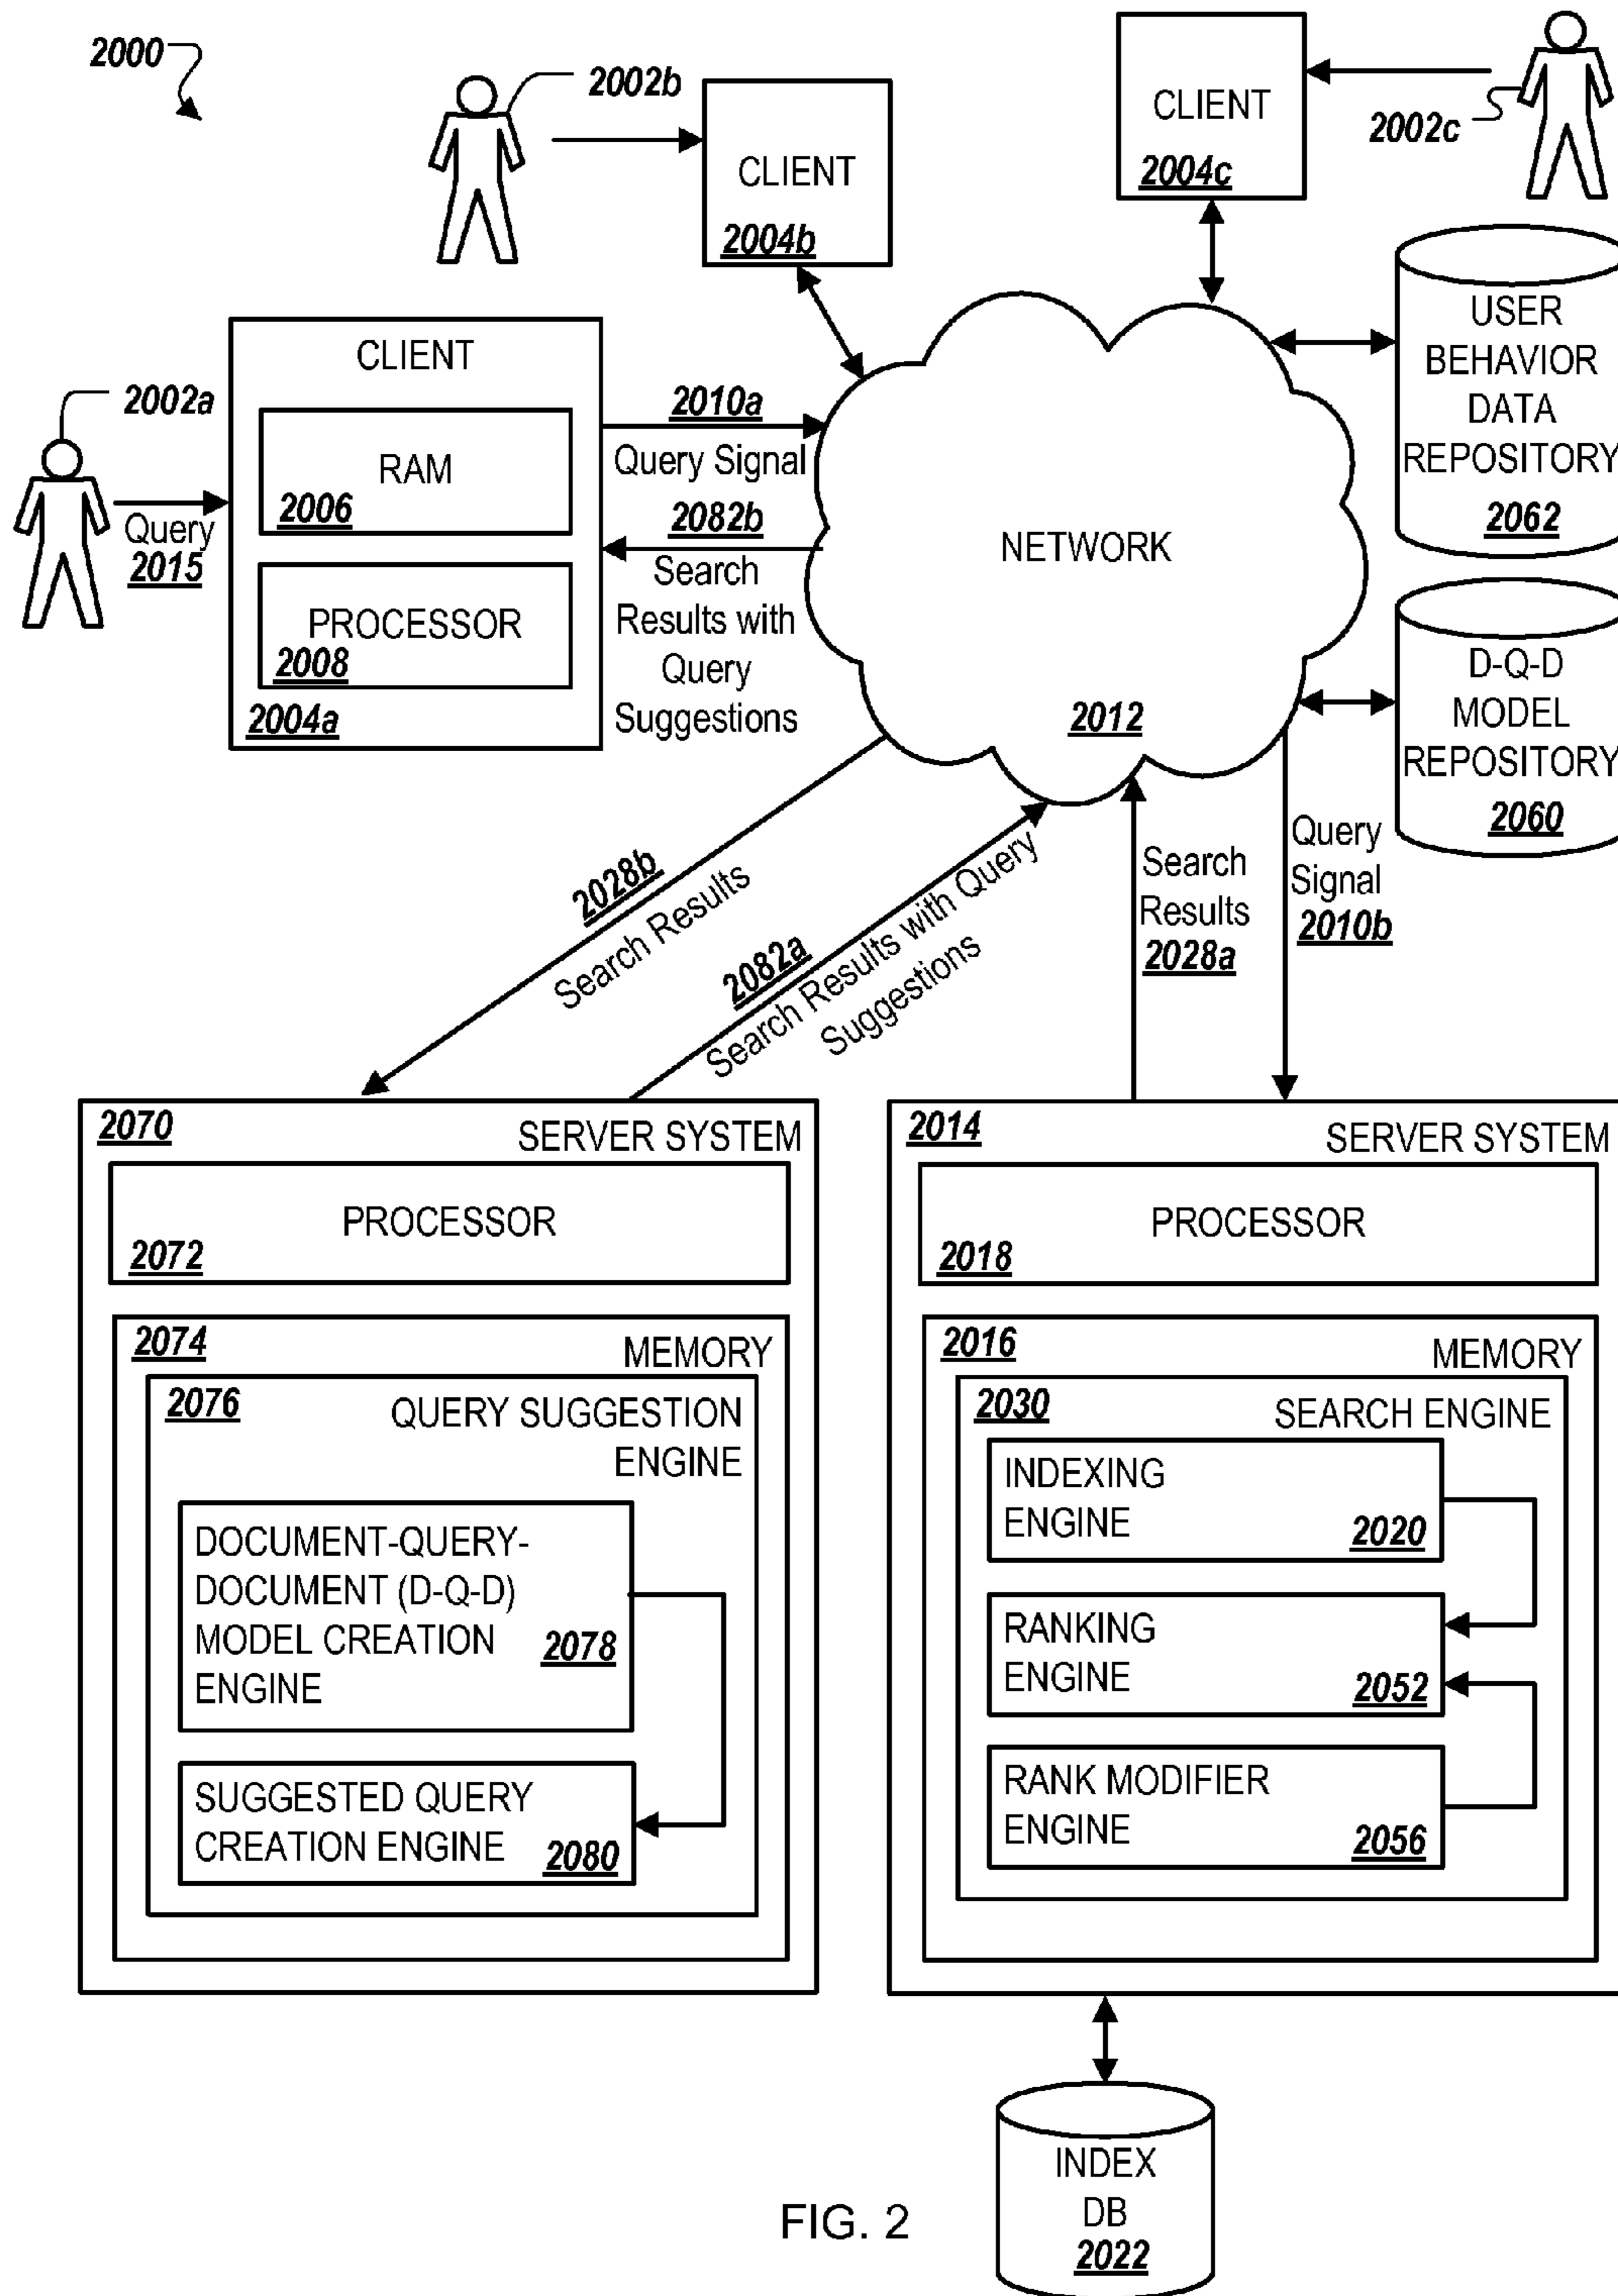 2000
2002b
CLIENT
2004b
CLIENT
2004c
2002c
2002a
Query
2015
CLIENT
RAM
2006
PROCESSOR
2008
2004a
2010a
Query Signal
2082b
Search
Results with
Query
Suggestions
NETWORK
2012
USER
BEHAVIOR
DATA
REPOSITORY
2062
D-Q-D
MODEL
REPOSITORY
2060
2028b
Search Results
2082a
Search Results with Query
Suggestions
Search
Results
2028a
Query
Signal
2010b
2070
SERVER SYSTEM
PROCESSOR
2072
2074
MEMORY
2076
QUERY SUGGESTION
ENGINE
DOCUMENT-QUERY-
DOCUMENT (D-Q-D)
MODEL CREATION
ENGINE
2078
SUGGESTED QUERY
CREATION ENGINE
2080
2014
SERVER SYSTEM
PROCESSOR
2018
2016
MEMORY
2030
SEARCH ENGINE
INDEXING
ENGINE
2020
RANKING
ENGINE
2052
RANK MODIFIER
ENGINE
2056
INDEX
DB
2022
FIG. 2